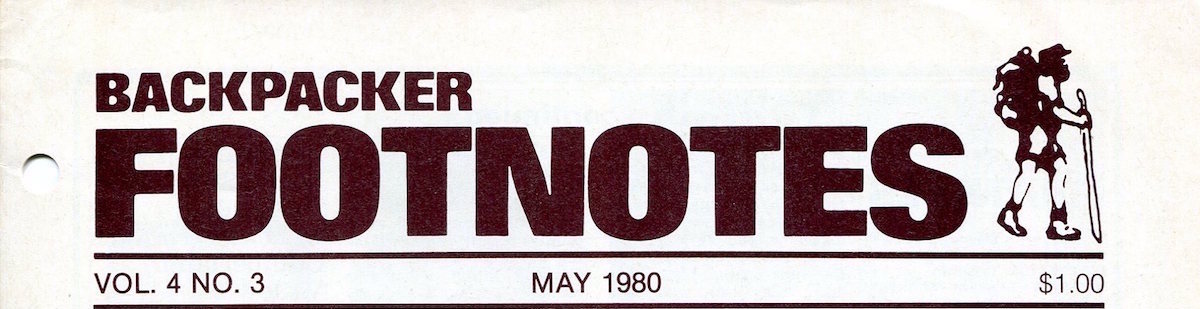 BACKPACKER
FOOTNOTES
VOL. 4 NO. 3 MAY 1980 $1.00